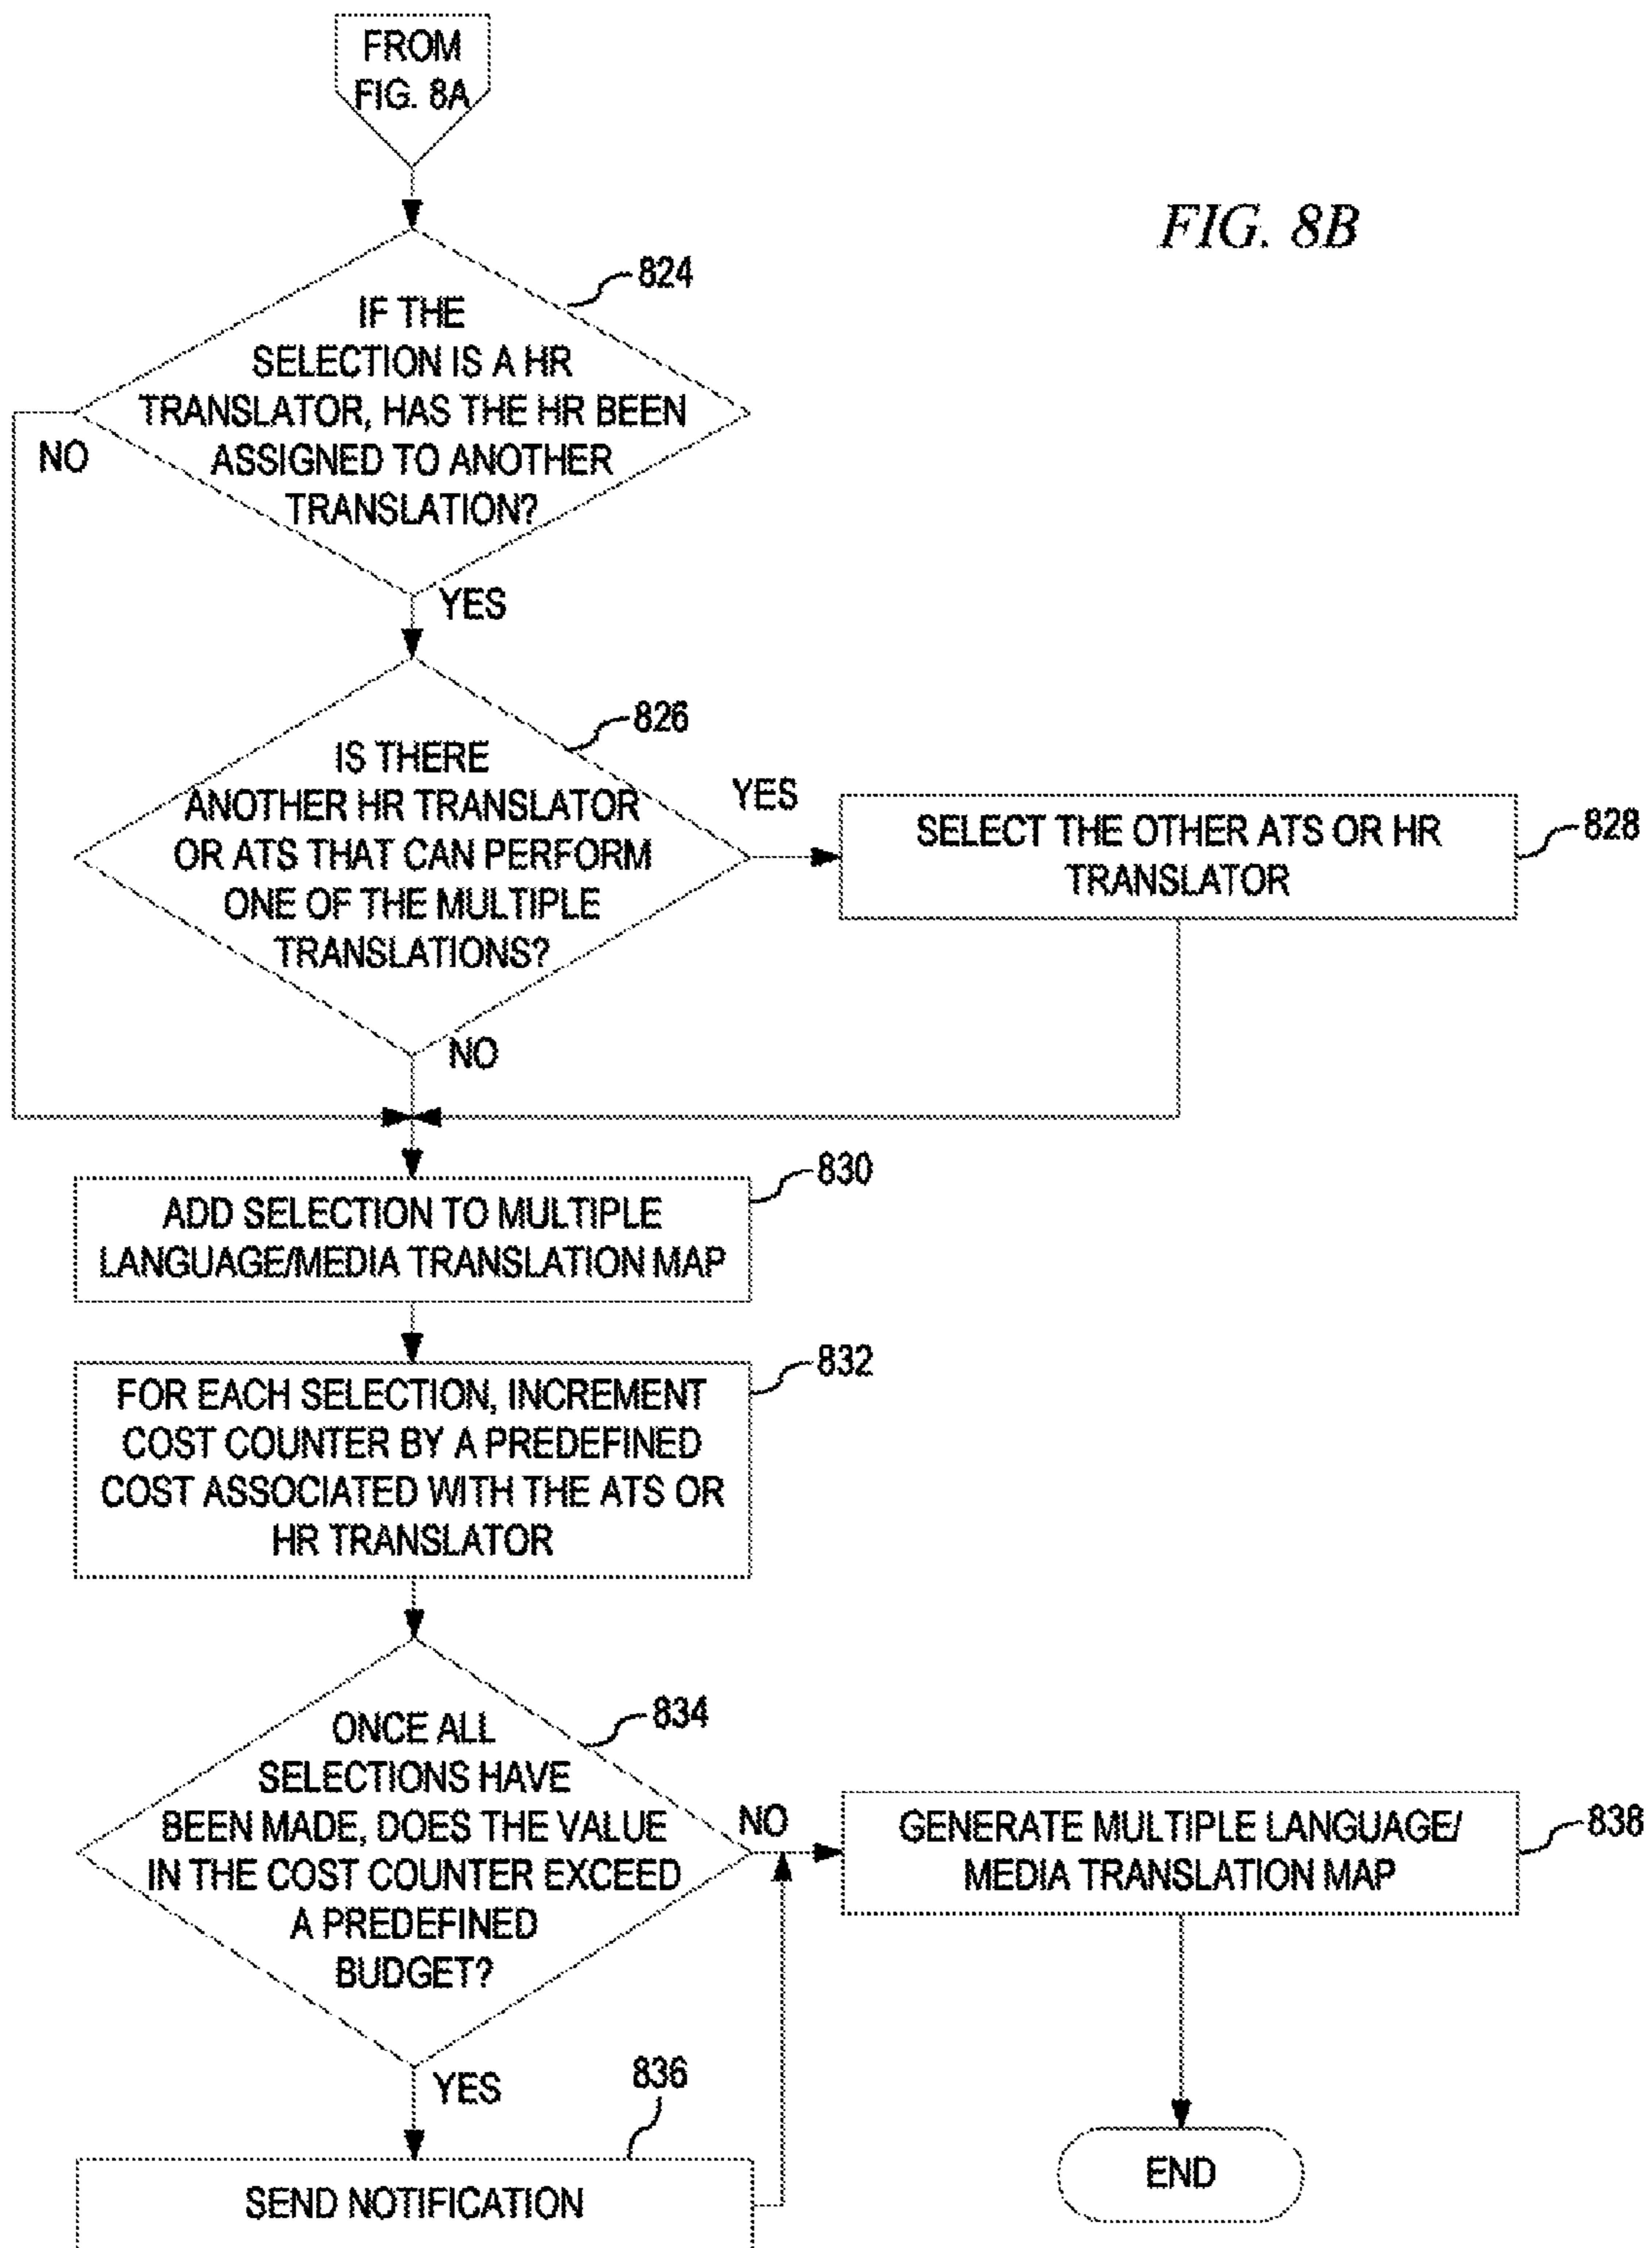 FROM
FIG. 8A
FIG. 8B
824
IF THE
SELECTION IS A HR
TRANSLATOR, HAS THE HR BEEN
ASSIGNED TO ANOTHER
TRANSLATION?
NO
YES
826
IS THERE
ANOTHER HR TRANSLATOR
OR ATS THAT CAN PERFORM
ONE OF THE MULTIPLE
TRANSLATIONS?
YES
SELECT THE OTHER ATS OR HR
TRANSLATOR
828
NO
830
ADD SELECTION TO MULTIPLE
LANGUAGE/MEDIA TRANSLATION MAP
832
FOR EACH SELECTION, INCREMENT
COST COUNTER BY A PREDEFINED
COST ASSOCIATED WITH THE ATS OR
HR TRANSLATOR
834
ONCE ALL
SELECTIONS HAVE
BEEN MADE, DOES THE VALUE
IN THE COST COUNTER EXCEED
A PREDEFINED
BUDGET?
NO
GENERATE MULTIPLE LANGUAGE/
MEDIA TRANSLATION MAP
838
YES
836
SEND NOTIFICATION
END